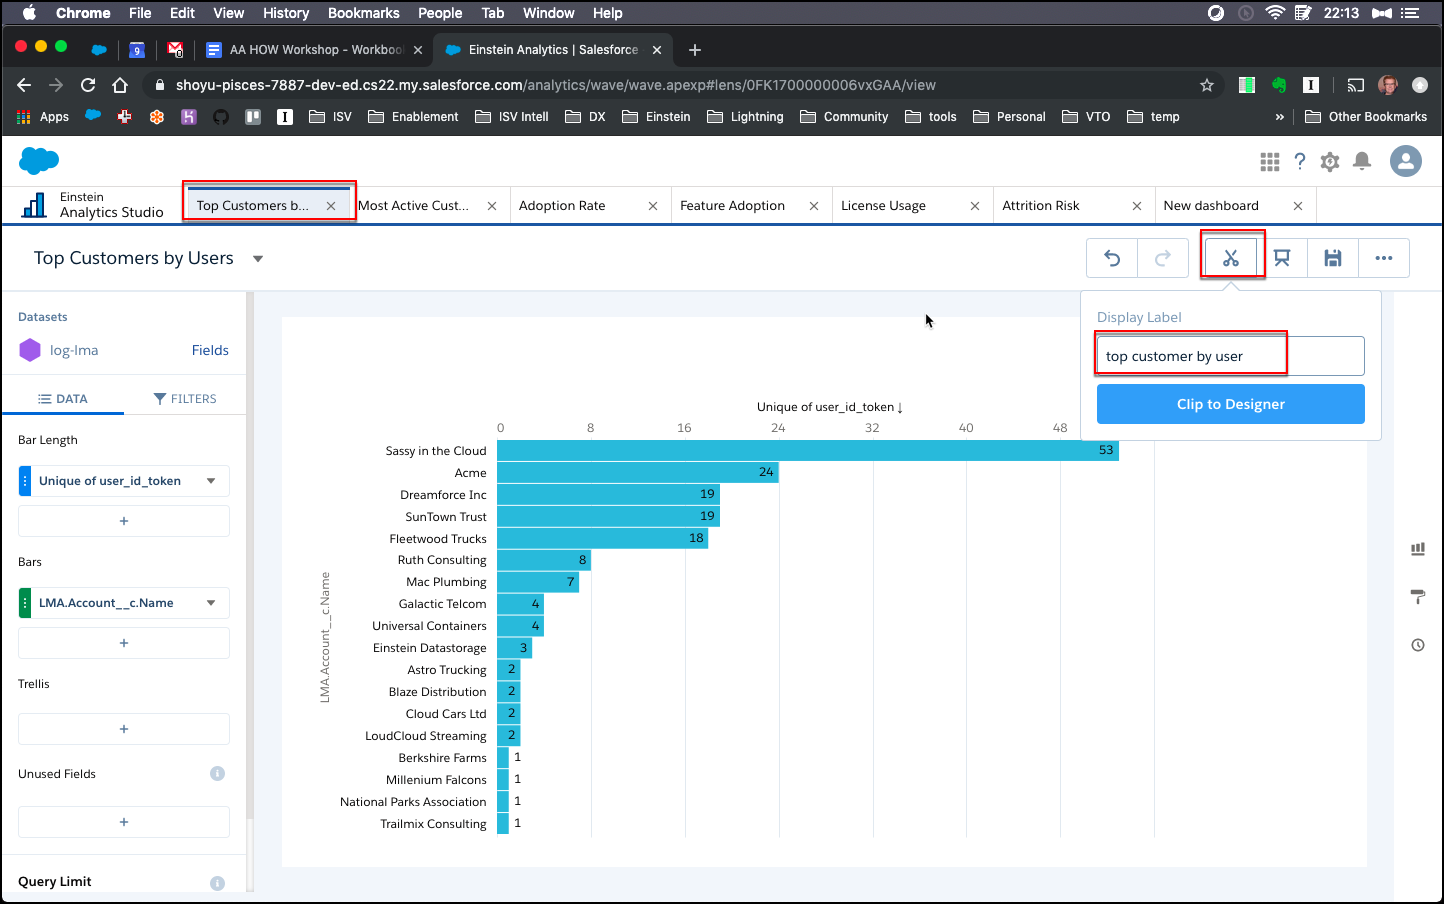 Chrome File Edit View History Bookmarks People Tab Window Help 22:13
9 0 AA HOW Workshop - Workboo Einstein Analytics | Salesforce
shoyu-pisces-7887-dev-ed.cs22.my.salesforce.com/analytics/wave/wave.apexp#lens/0FK1700000006vxGAA/view
Apps ISV Enablement ISV Intell DX Einstein Lightning Community tools Personal VTO temp » Other Bookmarks
Einstein
Analytics Studio
Top Customers b... Most Active Cust... Adoption Rate Feature Adoption License Usage Attrition Risk New dashboard
Top Customers by Users
Display Label
top customer by user
Clip to Designer
Datasets
log-lma Fields
DATA FILTERS
Bar Length
Unique of user_id_token
+
Bars
LMA.Account__c.Name
+
Trellis
+
Unused Fields
+
Query Limit
Unique of user_id_token ↓
0 8 16 24 32 40 48
LMA.Account__c.Name
Sassy in the Cloud 53
Acme 24
Dreamforce Inc 19
SunTown Trust 19
Fleetwood Trucks 18
Ruth Consulting 8
Mac Plumbing 7
Galactic Telcom 4
Universal Containers 4
Einstein Datastorage 3
Astro Trucking 2
Blaze Distribution 2
Cloud Cars Ltd 2
LoudCloud Streaming 2
Berkshire Farms 1
Millenium Falcons 1
National Parks Association 1
Trailmix Consulting 1